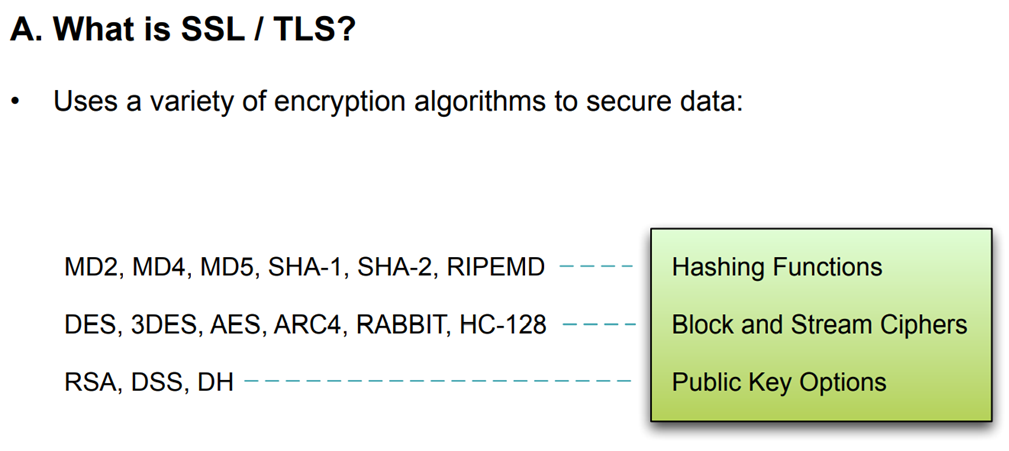 A. What is SSL / TLS?
• Uses a variety of encryption algorithms to secure data:
MD2, MD4, MD5, SHA-1, SHA-2, RIPEMD Hashing Functions
DES, 3DES, AES, ARC4, RABBIT, HC-128 Block and Stream Ciphers
RSA, DSS, DH Public Key Options